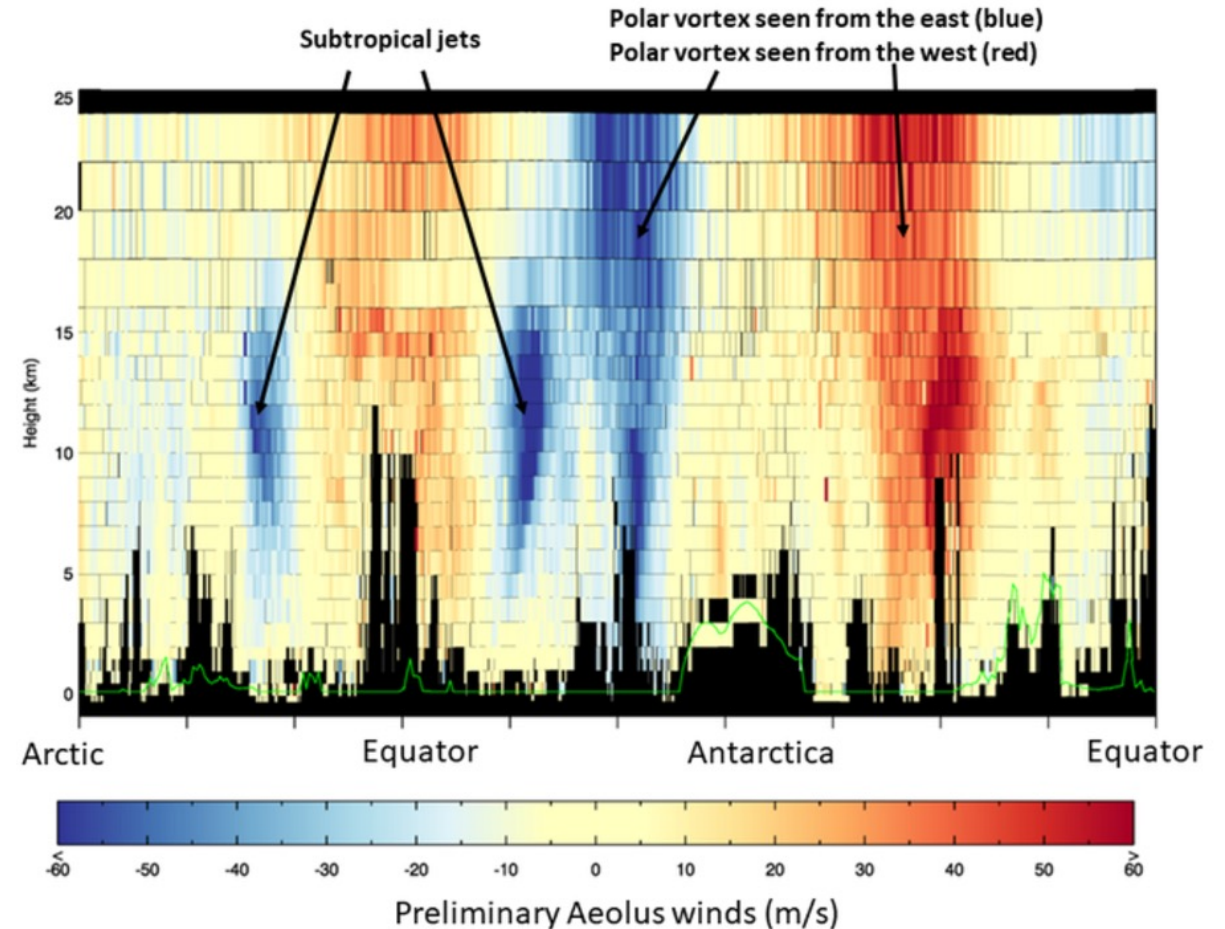 Polar vortex seen from the east (blue)
Subtropical jets
Polar vortex seen from the west (red)
25
20
15
10
5
0
Height (km)
Arctic
Equator
Antarctica
Equator
< >
-60 -50 -40 -30 -20 -10 0 10 20 30 40 50 60
Preliminary Aeolus winds (m/s)